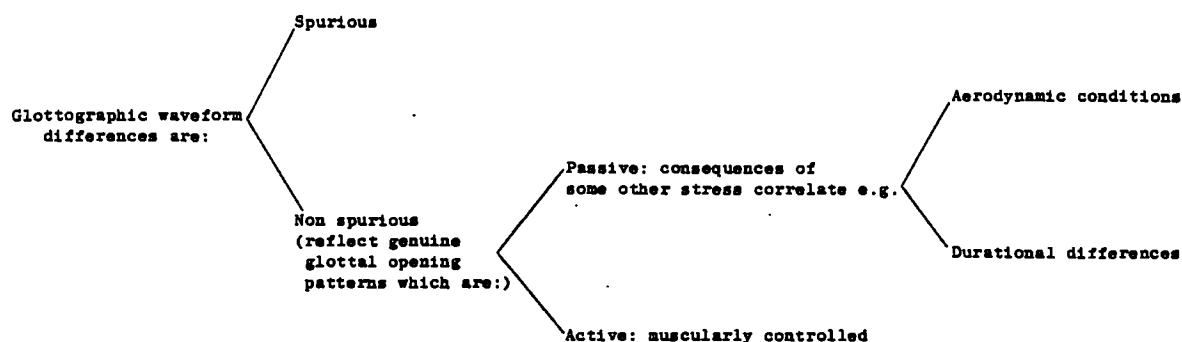 Spurious
Glottographic waveform
differences are:
Non spurious
(reflect genuine
glottal opening
patterns which are:)
Passive: consequences of
some other stress correlate e.g.
Active: muscularly controlled
Aerodynamic conditions
Durational differences